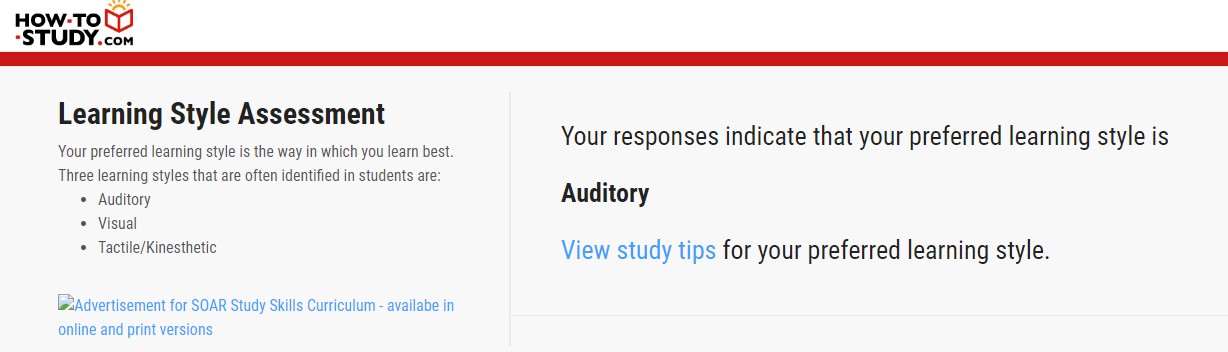 HOW-TO
-STUDY.COM
Learning Style Assessment
Your preferred learning style is the way in which you learn best.
Three learning styles that are often identified in students are:
Auditory
Visual
Tactile/Kinesthetic
Advertisement for SOAR Study Skills Curriculum - availabe in
online and print versions
Your responses indicate that your preferred learning style is
Auditory
View study tips for your preferred learning style.